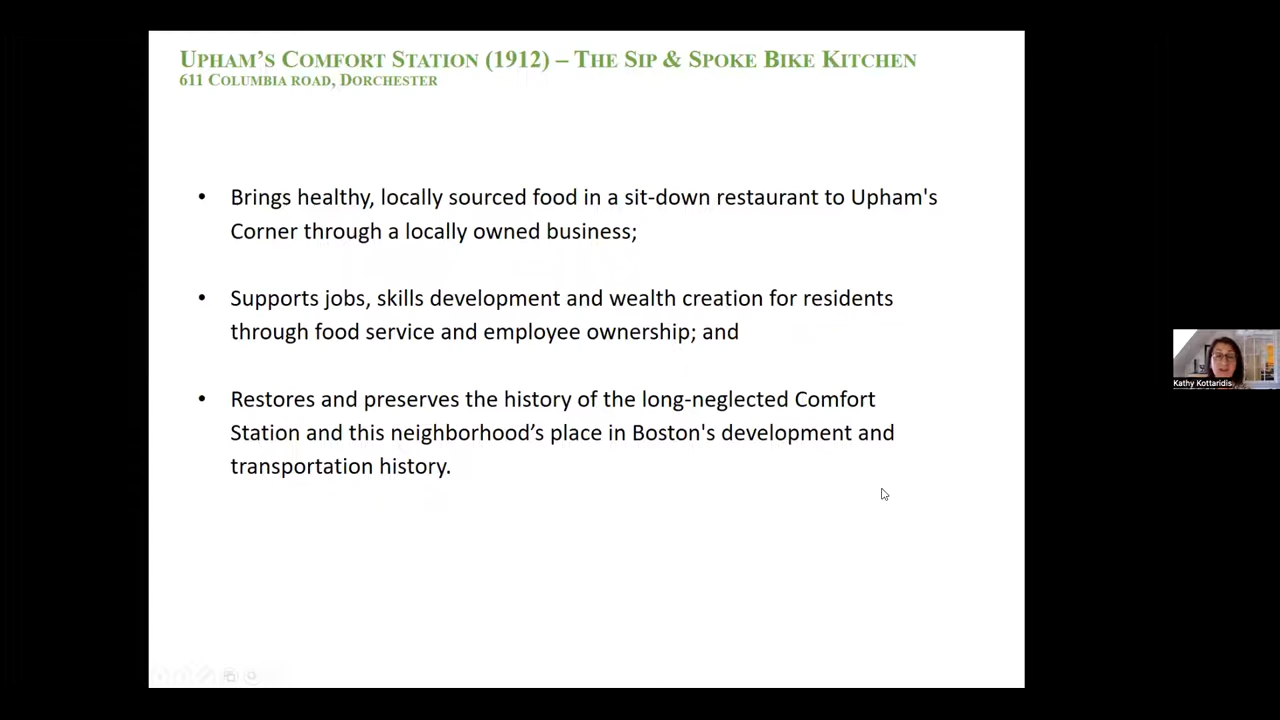 UPHAM'S COMFORT STATION (1912) – THE SIP & SPOKE BIKE KITCHEN
611 COLUMBIA ROAD, DORCHESTER
• Brings healthy, locally sourced food in a sit-down restaurant to Upham's
Corner through a locally owned business;
• Supports jobs, skills development and wealth creation for residents
through food service and employee ownership; and
• Restores and preserves the history of the long-neglected Comfort
Station and this neighborhood’s place in Boston's development and
transportation history.
Kathy Kottaridis